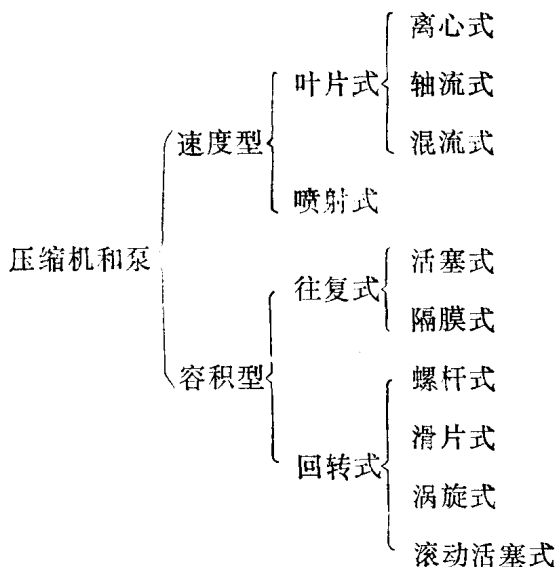 离心式
叶片式
轴流式
速度型
混流式
喷射式
压缩机和泵
活塞式
往复式
隔膜式
容积型
螺杆式
滑片式
回转式
涡旋式
滚动活塞式